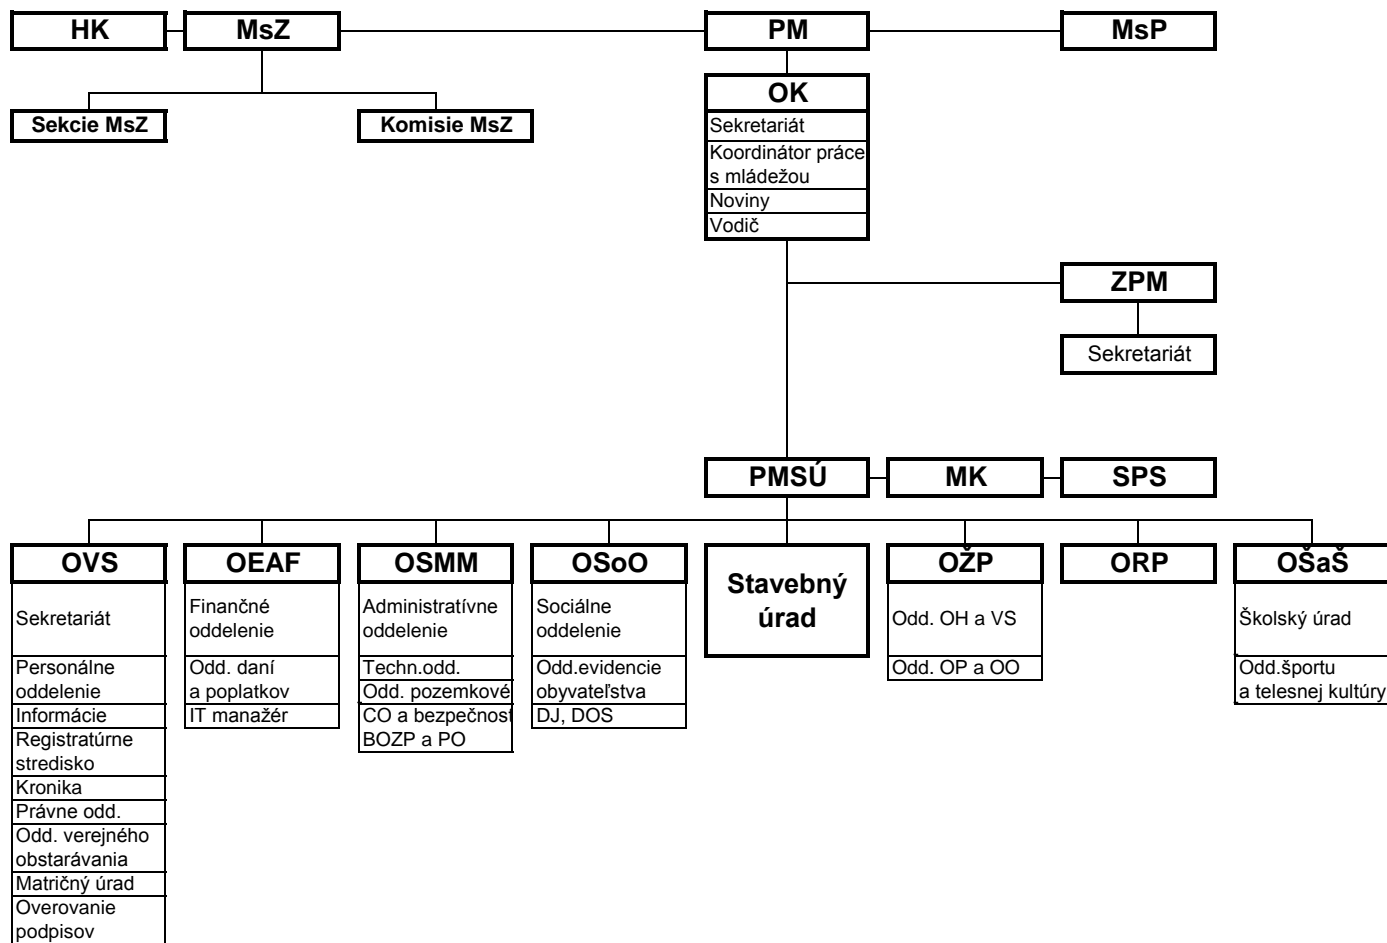 HK
MsZ
PM
MsP
Sekcie MsZ
Komisie MsZ
OK
Sekretariát
Koordinátor práce
s mládežou
Noviny
Vodič
ZPM
Sekretariát
PMSÚ
MK
SPS
OVS
Sekretariát
Personálne
oddelenie
Informácie
Registratúrne
stredisko
Kronika
Právne odd.
Odd. verejného
obstarávania
Matričný úrad
Overovanie
podpisov
OEAF
Finančné
oddelenie
Odd. daní
a poplatkov
IT manažér
OSMM
Administratívne
oddelenie
Techn.odd.
Odd. pozemkové
CO a bezpečnosť
BOZP a PO
OSoO
Sociálne
oddelenie
Odd.evidencie
obyvateľstva
DJ, DOS
Stavebný
úrad
OŽP
Odd. OH a VS
Odd. OP a OO
ORP
OŠaŠ
Školský úrad
Odd.športu
a telesnej kultúry